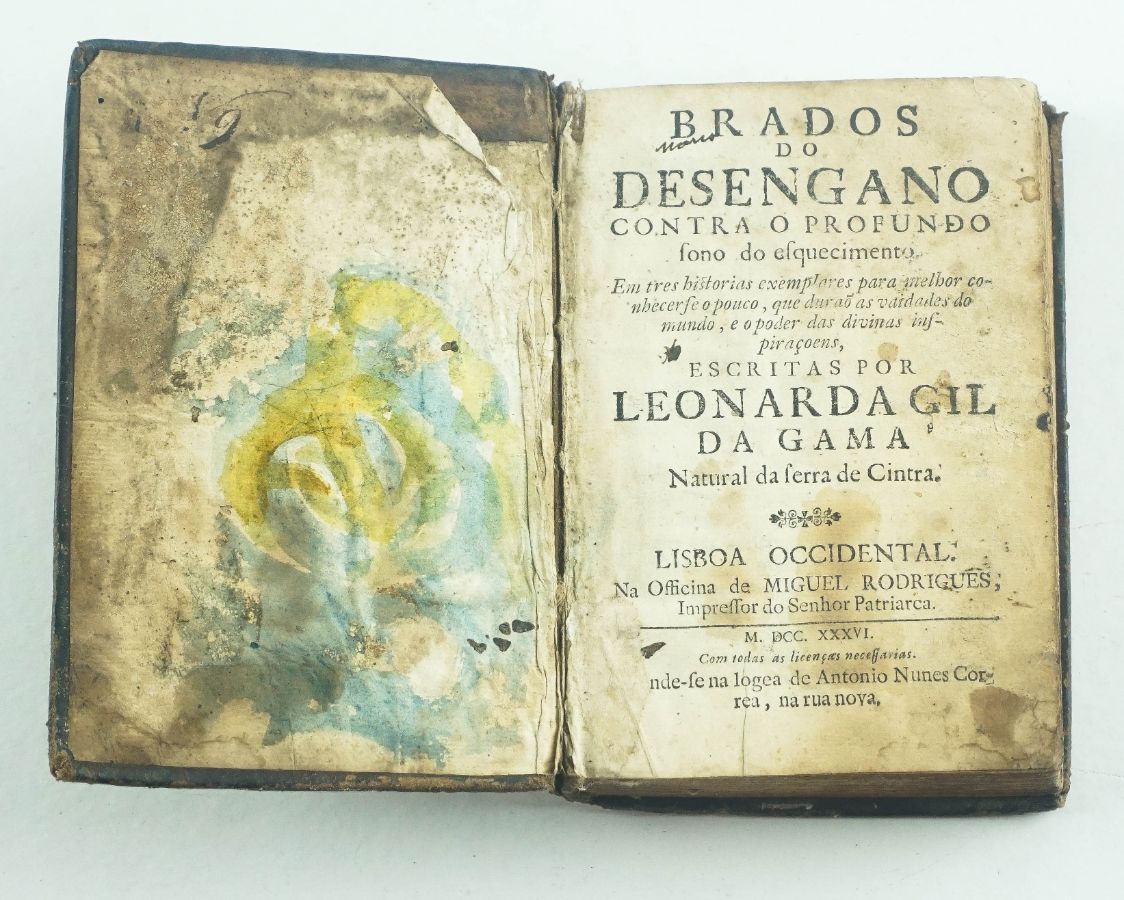 BRADOS
DO
DESENGANO
CONTRA O PROFUNDO
ſono do eſquecimento.
Em tres hiſtorias exemplares para melhor co-
nhecerſe o pouco, que duraõ as vaidades do
mundo, e o poder das divinas inſ-
piraçoens,
ESCRITAS POR
LEONARDA GIL
DA GAMA
Natural da ſerra de Cintra.
LISBOA OCCIDENTAL.
Na Officina de MIGUEL RODRIGUES,
Impreſſor do Senhor Patriarca.
M. DCC. XXXVI.
Com todas as licenças neceſſarias.
nde-ſe na logea de Antonio Nunes Cor-
rea, na rua nova.